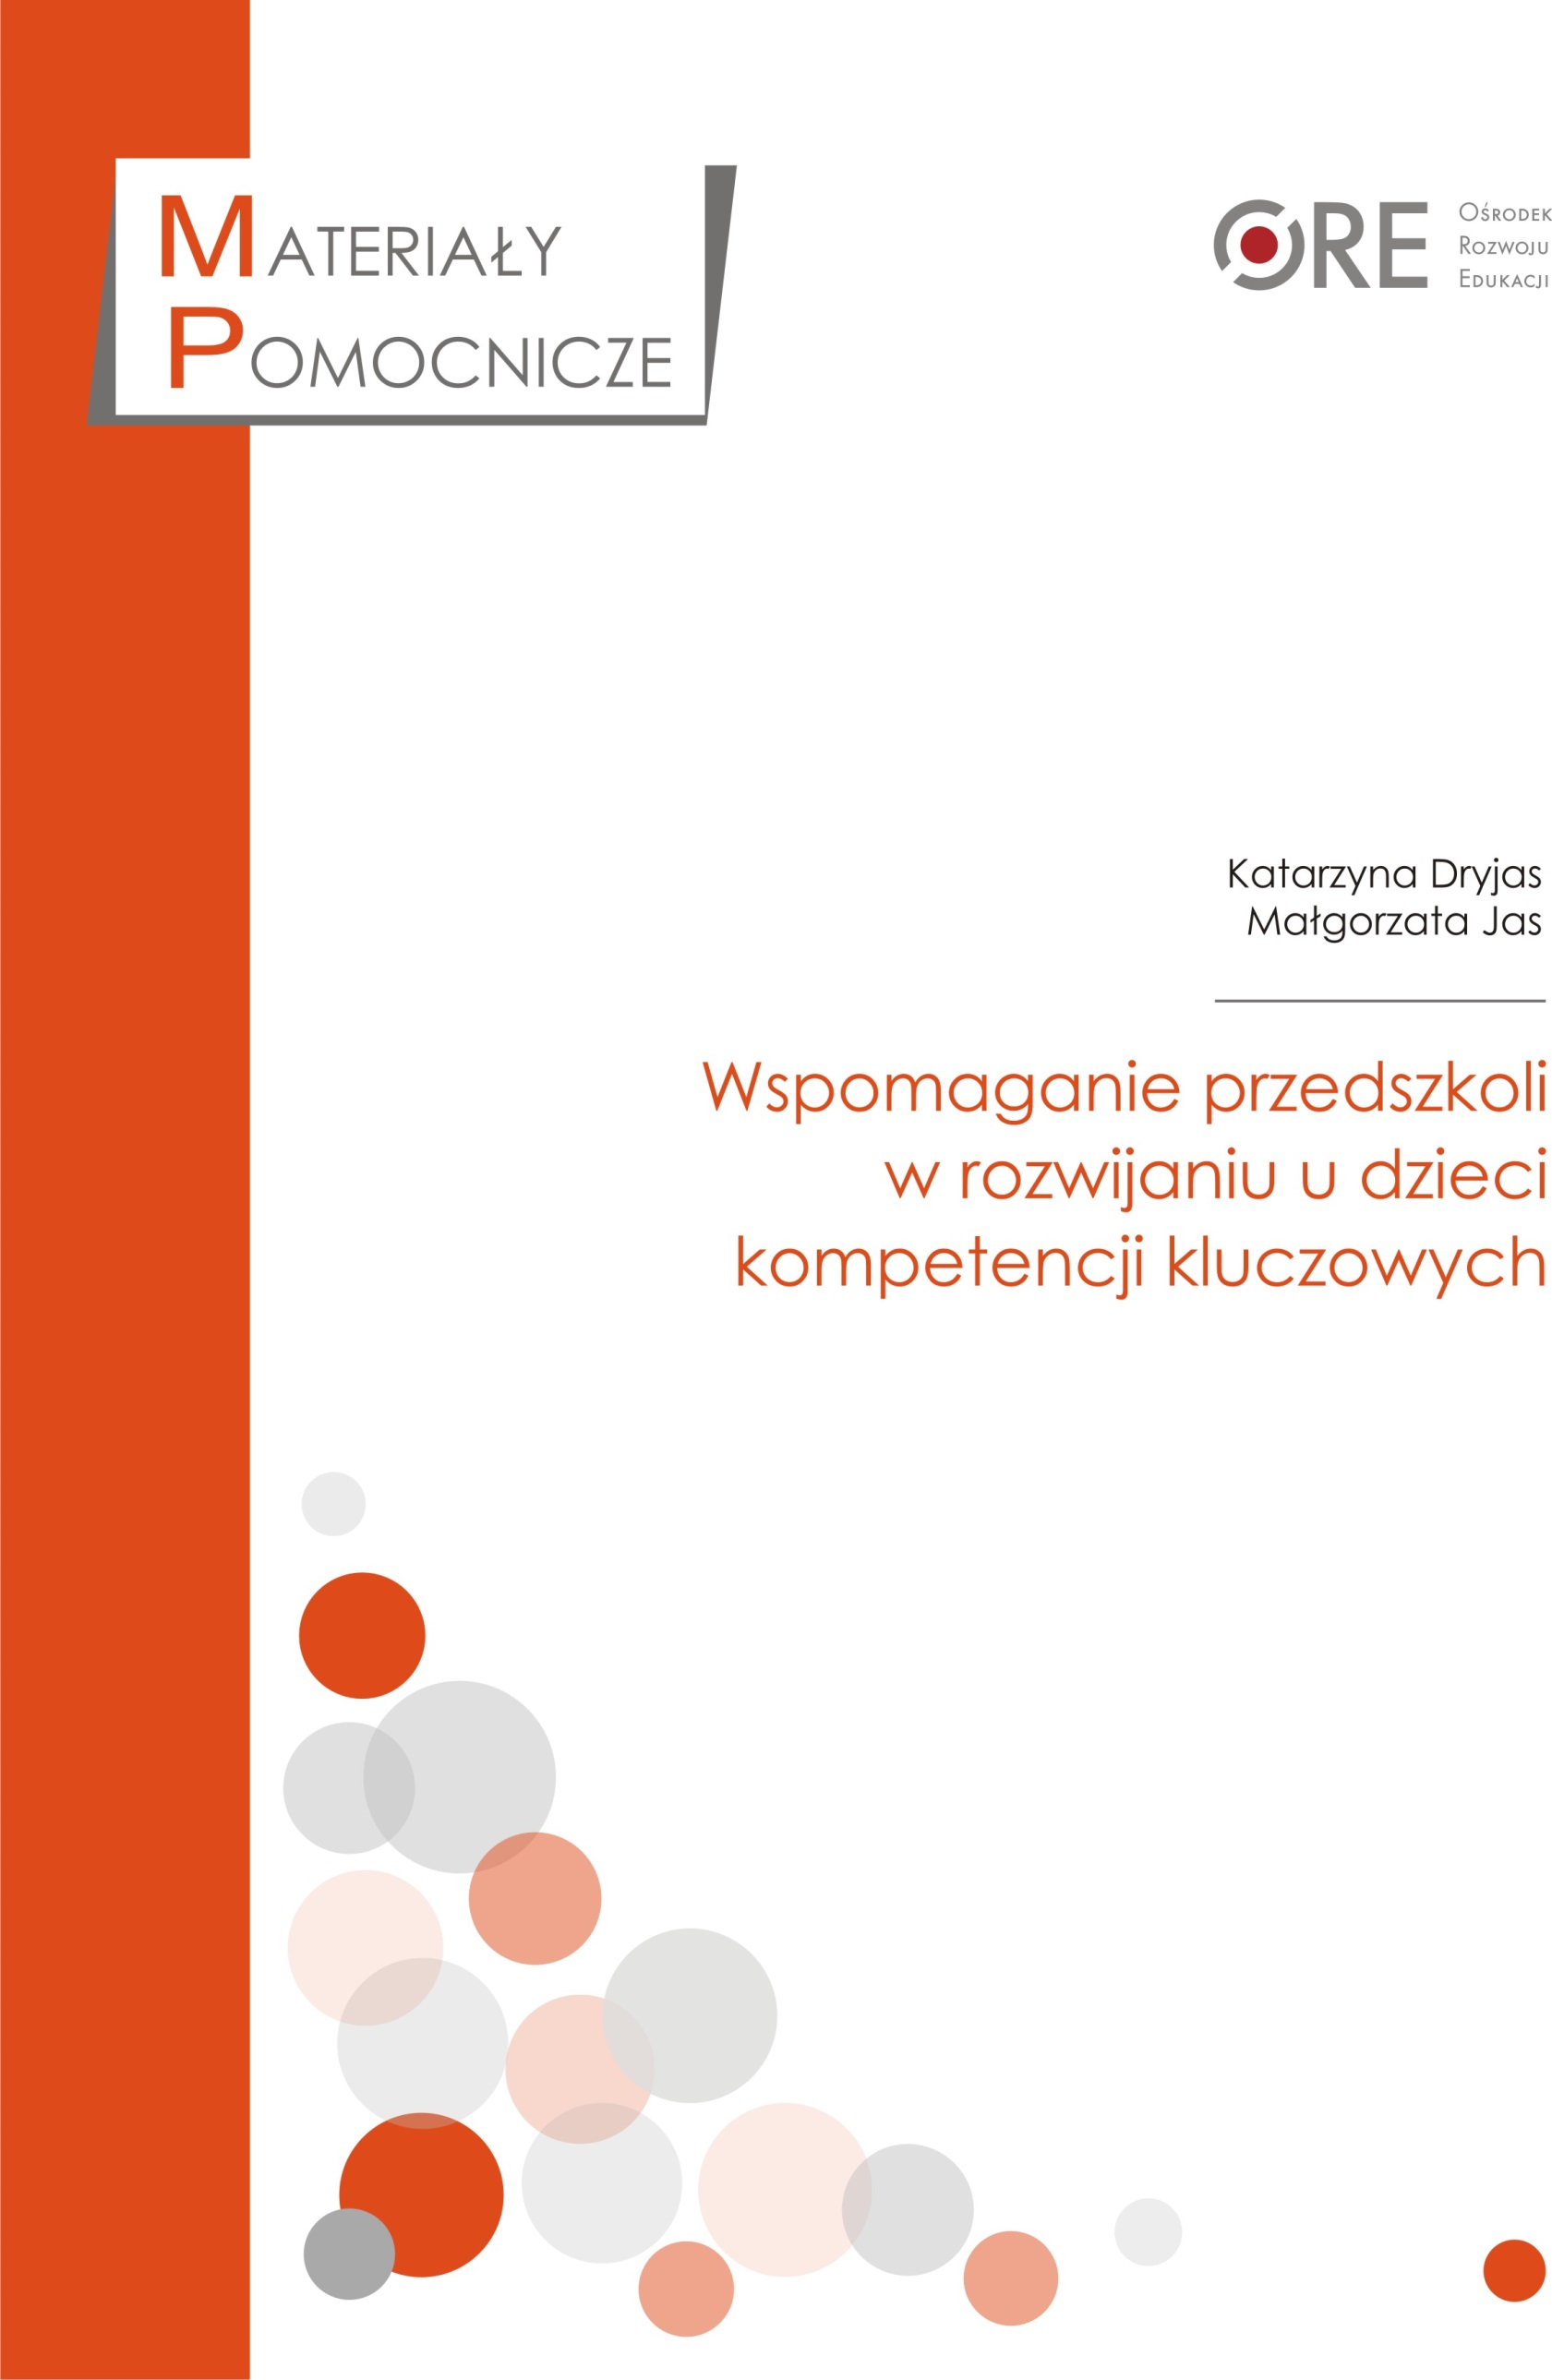 MATERIAŁY
POMOCNICZE
ORE
OŚRODEK
ROZWOJU
EDUKACJI
Katarzyna Dryjas
Małgorzata Jas
Wspomaganie przedszkoli
w rozwijaniu u dzieci
kompetencji kluczowych